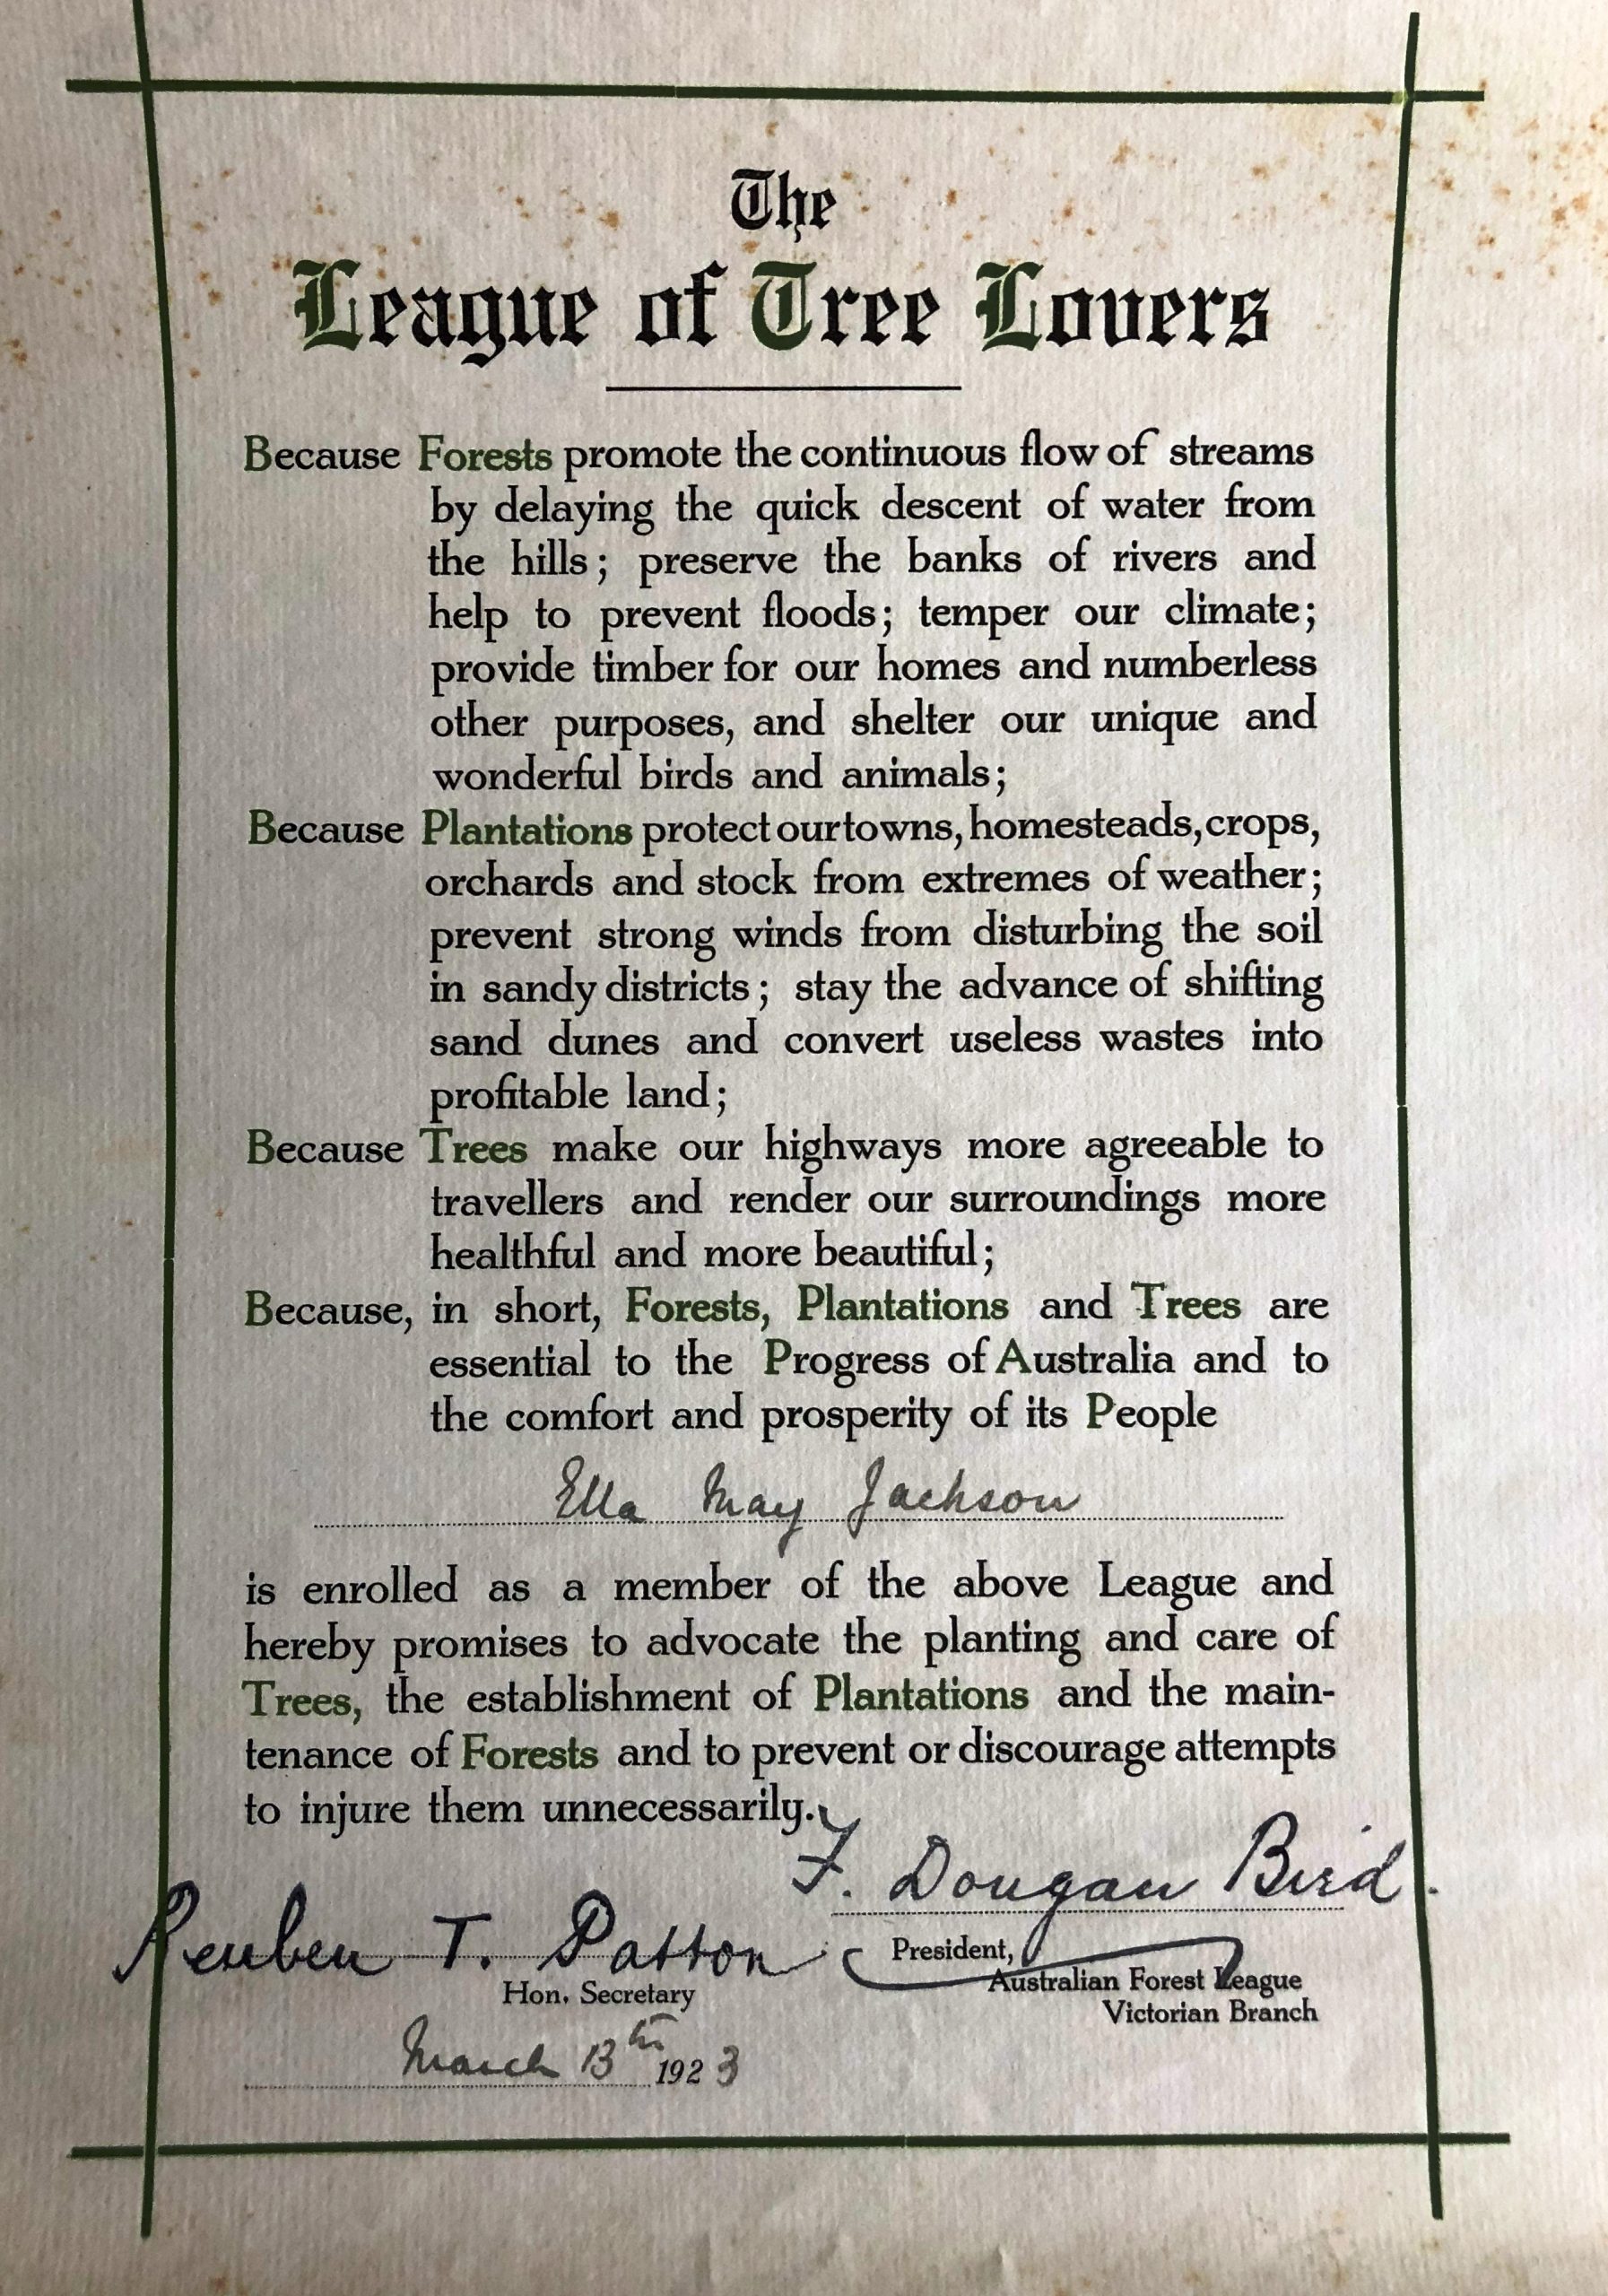 The
League of Tree Lovers
Because Forests promote the continuous flow of streams
by delaying the quick descent of water from
the hills; preserve the banks of rivers and
help to prevent floods; temper our climate;
provide timber for our homes and numberless
other purposes, and shelter our unique and
wonderful birds and animals;
Because Plantations protect our towns, homesteads, crops,
orchards and stock from extremes of weather;
prevent strong winds from disturbing the soil
in sandy districts; stay the advance of shifting
sand dunes and convert useless wastes into
profitable land;
Because Trees make our highways more agreeable to
travellers and render our surroundings more
healthful and more beautiful;
Because, in short, Forests, Plantations and Trees are
essential to the Progress of Australia and to
the comfort and prosperity of its People
Ella May Jackson
is enrolled as a member of the above League and
hereby promises to advocate the planting and care of
Trees, the establishment of Plantations and the main-
tenance of Forests and to prevent or discourage attempts
to injure them unnecessarily.
F. Dougan Bird.
President,
Australian Forest League
Victorian Branch
Reuben T. Patton
Hon. Secretary
March 13th 1923